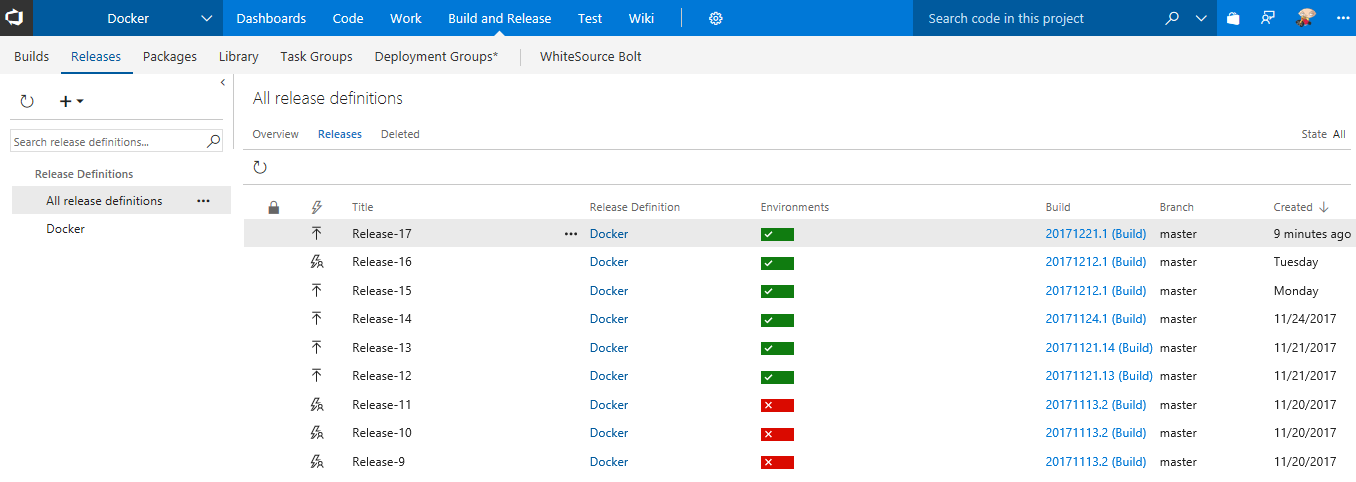 Docker Dashboards Code Work Build and Release Test Wiki Search code in this project
Builds Releases Packages Library Task Groups Deployment Groups* WhiteSource Bolt
All release definitions
Overview Releases Deleted State All
Search release definitions...
Release Definitions
All release definitions
Docker
Title Release Definition Environments Build Branch Created
Release-17 Docker 20171221.1 (Build) master 9 minutes ago
Release-16 Docker 20171212.1 (Build) master Tuesday
Release-15 Docker 20171212.1 (Build) master Monday
Release-14 Docker 20171124.1 (Build) master 11/24/2017
Release-13 Docker 20171121.14 (Build) master 11/21/2017
Release-12 Docker 20171121.13 (Build) master 11/21/2017
Release-11 Docker 20171113.2 (Build) master 11/20/2017
Release-10 Docker 20171113.2 (Build) master 11/20/2017
Release-9 Docker 20171113.2 (Build) master 11/20/2017